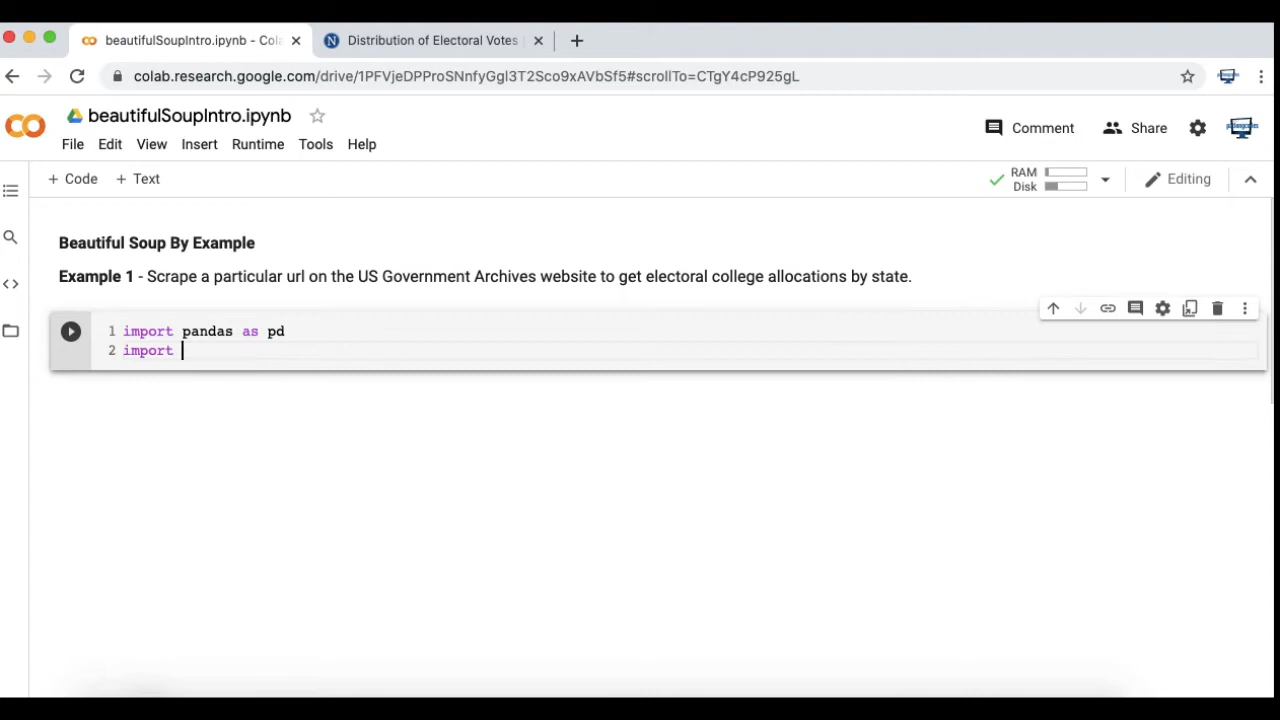 beautifulSoupIntro.ipynb - Cola
Distribution of Electoral Votes
colab.research.google.com/drive/1PFVjeDPProSNnfyGgl3T2Sco9xAVbSf5#scrollTo=CTgY4cP925gL
beautifulSoupIntro.ipynb
Comment
Share
File Edit View Insert Runtime Tools Help
+ Code + Text
RAM
Disk
Editing
Beautiful Soup By Example
Example 1 - Scrape a particular url on the US Government Archives website to get electoral college allocations by state.
1 import pandas as pd
2 import